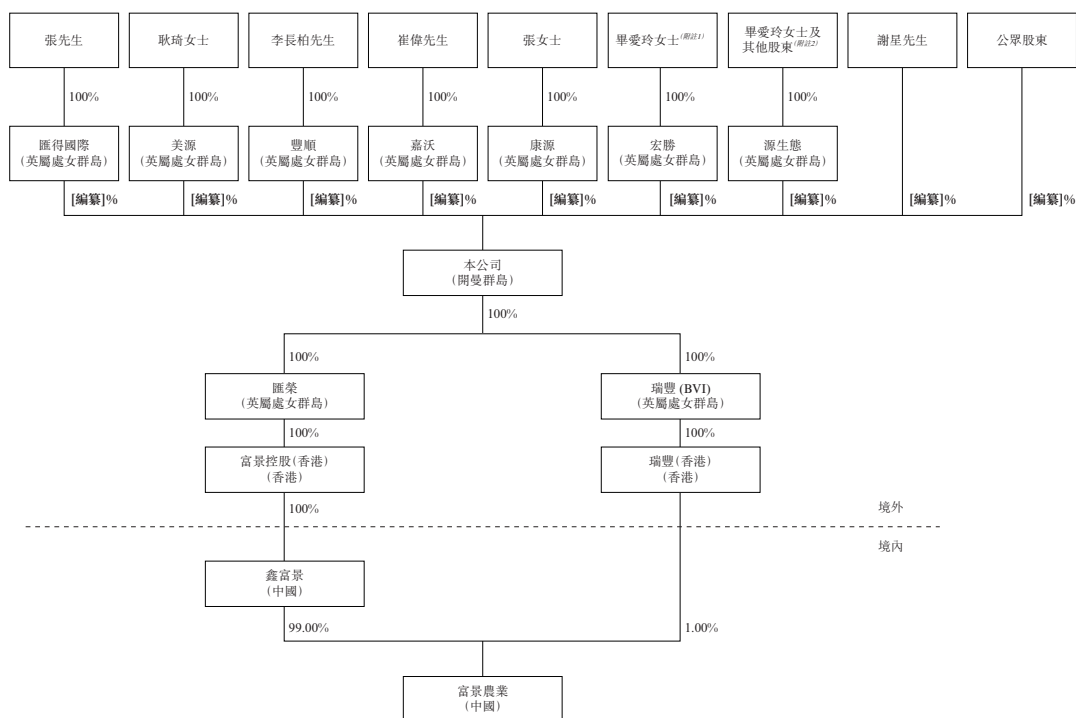 張先生
耿琦女士
李長柏先生
崔偉先生
張女士
畢愛玲女士(附註1)
畢愛玲女士及
其他股東(附註2)
謝星先生
公眾股東
100%
100%
100%
100%
100%
100%
100%
匯得國際
(英屬處女群島)
美源
(英屬處女群島)
豐順
(英屬處女群島)
嘉沃
(英屬處女群島)
康源
(英屬處女群島)
宏勝
(英屬處女群島)
源生態
(英屬處女群島)
100%
100%
[編纂]%
[編纂]%
[編纂]%
[編纂]%
[編纂]%
[編纂]%
[編纂]%
[編纂]%
[編纂]%
本公司
(開曼群島)
100%
100%
100%
匯榮
(英屬處女群島)
瑞豐 (BVI)
(英屬處女群島)
100%
100%
富景控股(香港)
(香港)
瑞豐(香港)
(香港)
100%
境外
境內
鑫富景
(中國)
99.00%
1.00%
富景農業
(中國)